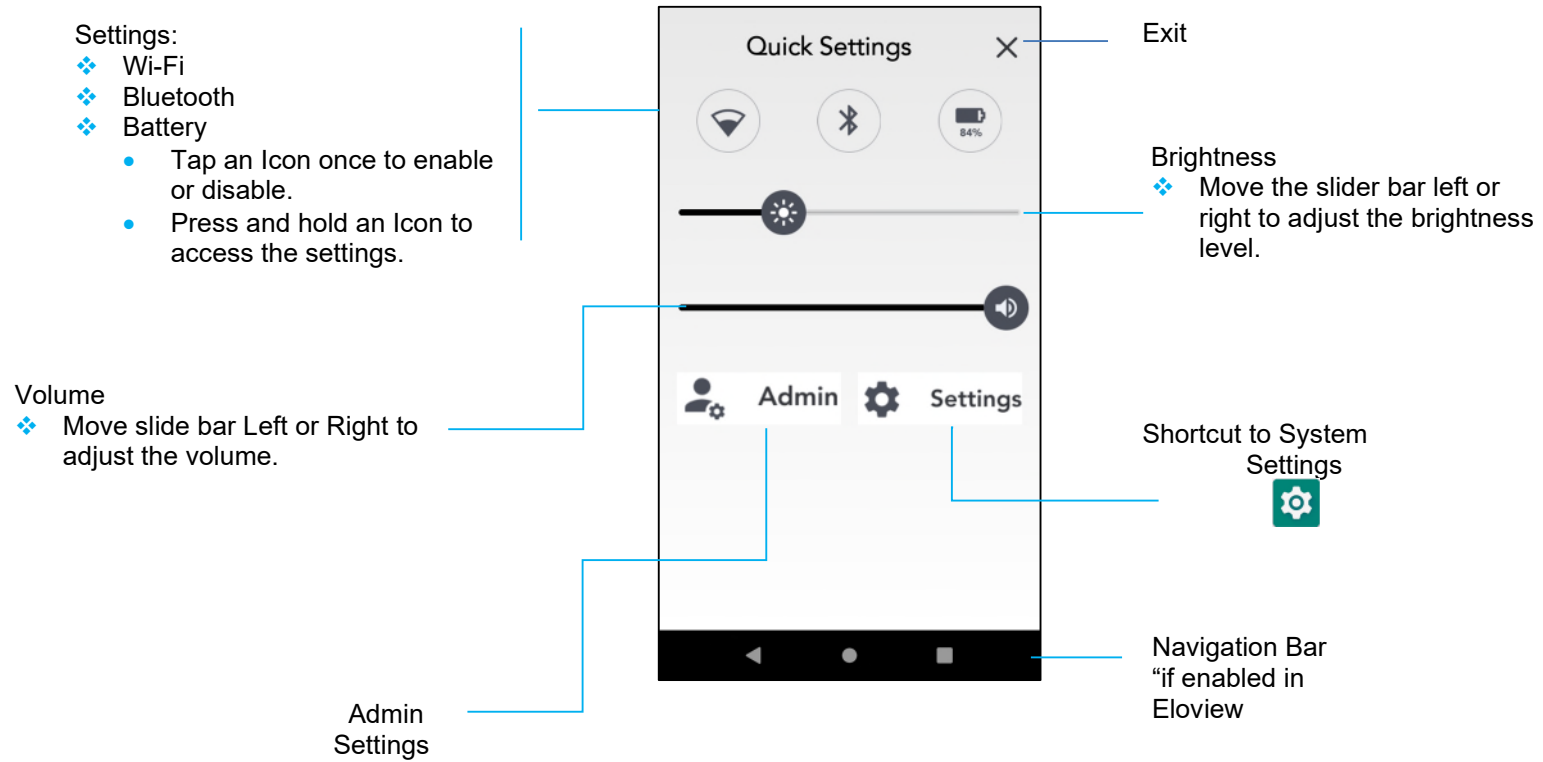 Settings:
Wi-Fi
Bluetooth
Battery
Tap an Icon once to enable
or disable.
Press and hold an Icon to
access the settings.
Volume
Move slide bar Left or Right to
adjust the volume.
Admin
Settings
Quick Settings
84%
Admin
Settings
Exit
Brightness
Move the slider bar left or
right to adjust the brightness
level.
Shortcut to System
Settings
Navigation Bar
“if enabled in
Eloview